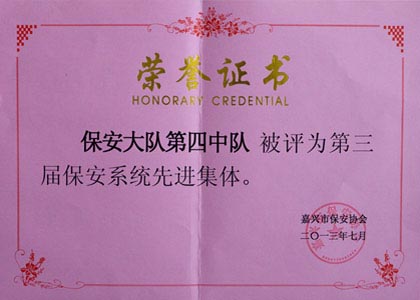 荣誉证书
HONORARY CREDENTIAL
保安大队第四中队 被评为第三
届保安系统先进集体。
嘉兴市保安协会
二〇一三年七月